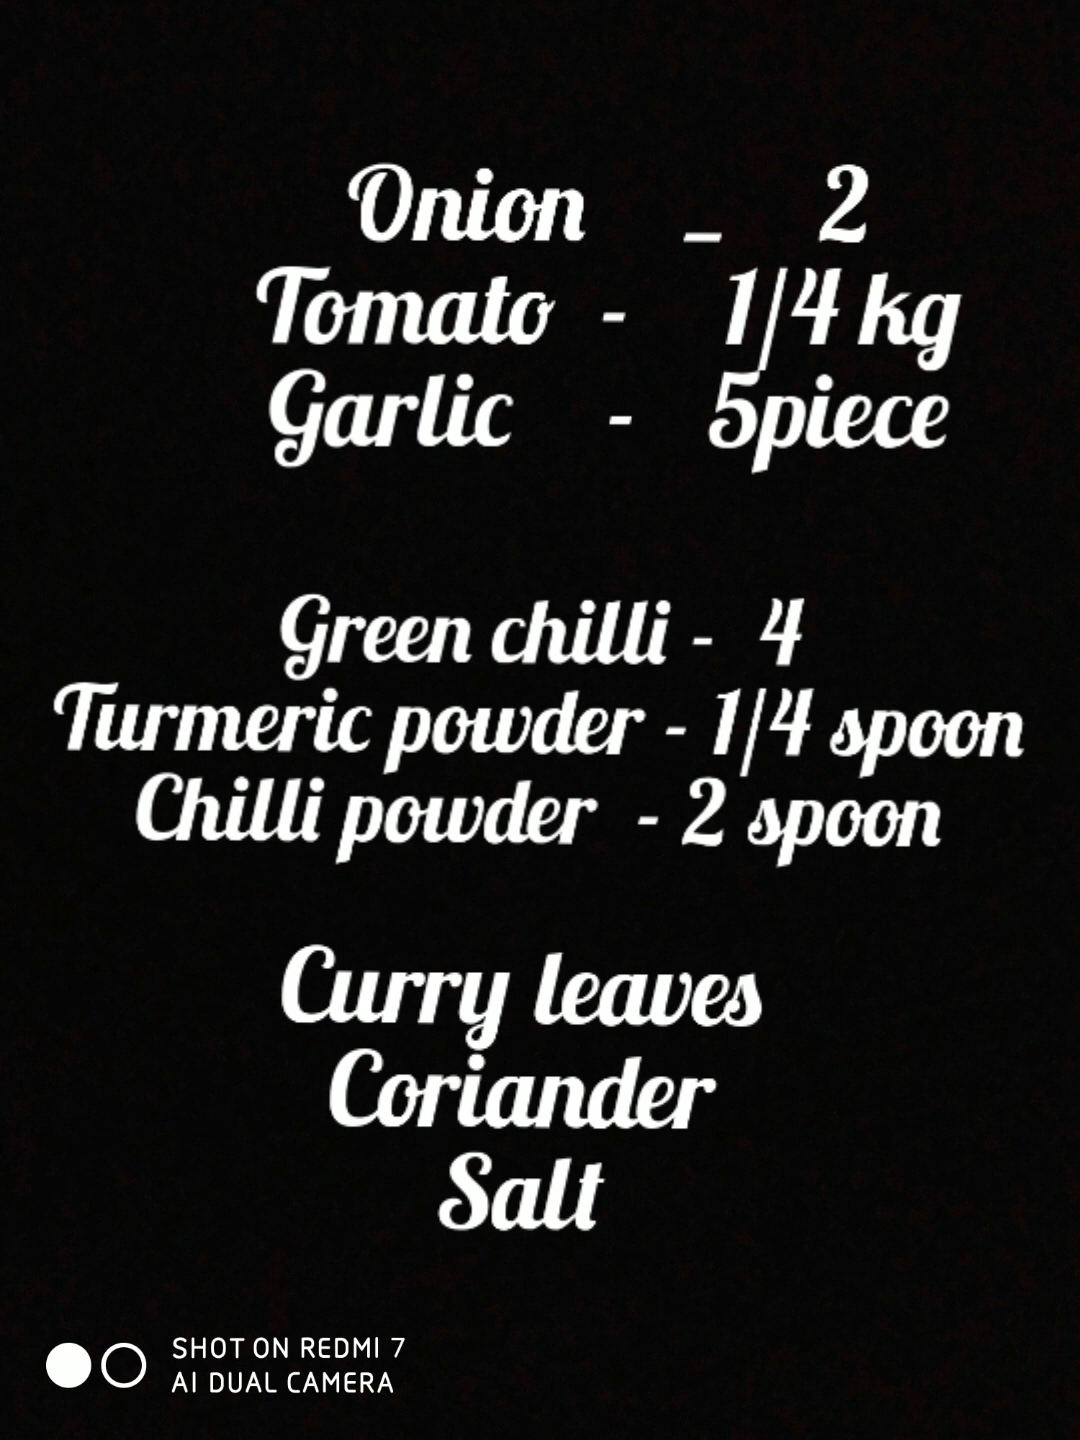 Onion _ 2
Tomato - 1/4 kg
Garlic - 5piece
Green chilli - 4
Turmeric powder - 1/4 spoon
Chilli powder - 2 spoon
Curry leaves
Coriander
Salt
SHOT ON REDMI 7
AI DUAL CAMERA